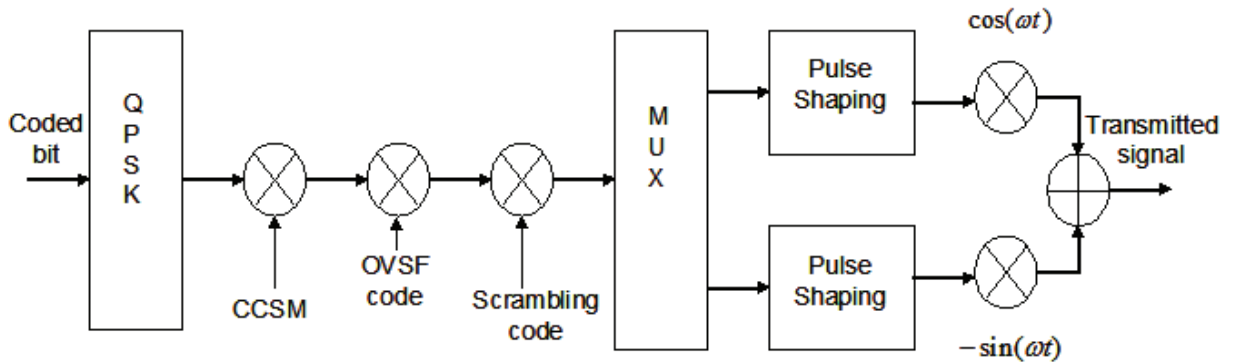 Coded
bit
Q
P
S
K
CCSM
OVSF
code
Scrambling
code
M
U
X
Pulse
Shaping
cos(ωt)
Pulse
Shaping
−sin(ωt)
Transmitted
signal